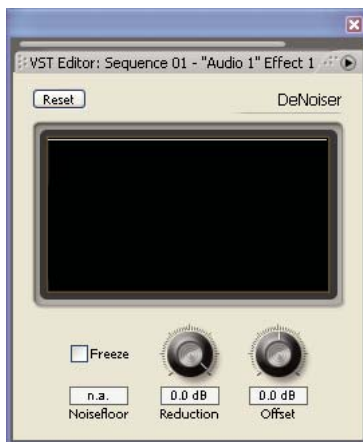 VST Editor: Sequence 01 - "Audio 1" Effect 1
Reset
DeNoiser
Freeze
n.a.
0.0 dB
0.0 dB
Noisefloor
Reduction
Offset